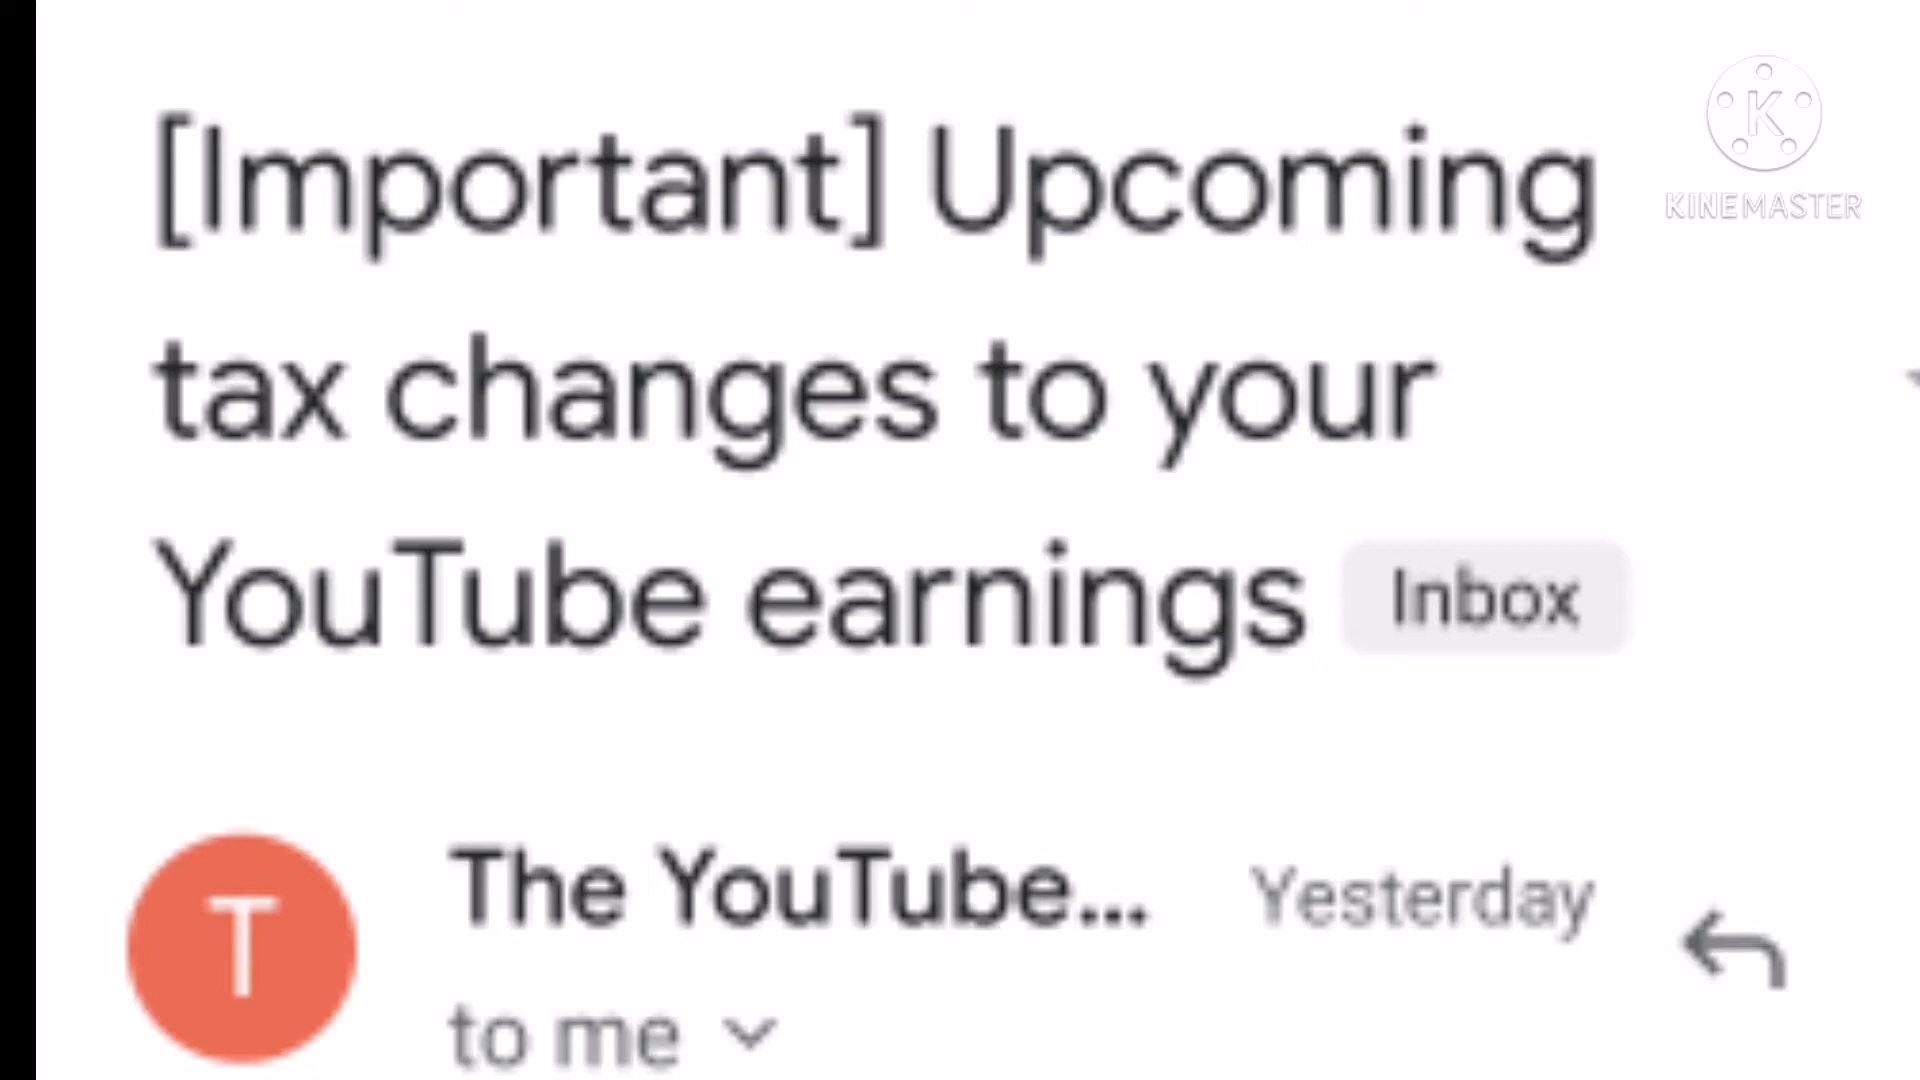 [Important] Upcoming
tax changes to your
YouTube earnings Inbox
K
KINEMASTER
T
The YouTube... Yesterday
to me